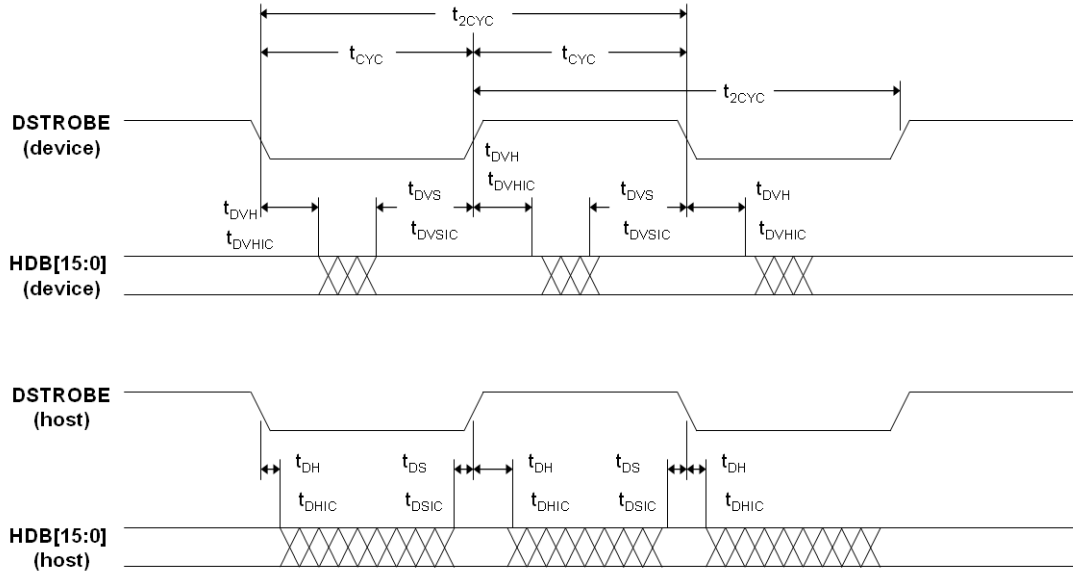 t2CYC
tCYC tCYC
t2CYC
DSTROBE
(device)
tDVH
tDVHIC
tDVS tDVS tDVH
tDVH
tDVSIC tDVSIC tDVHIC
tDVHIC
HDB[15:0]
(device)
DSTROBE
(host)
tDH tDS tDH tDS tDH
tDHIC tDSIC tDHIC tDSIC tDHIC
HDB[15:0]
(host)